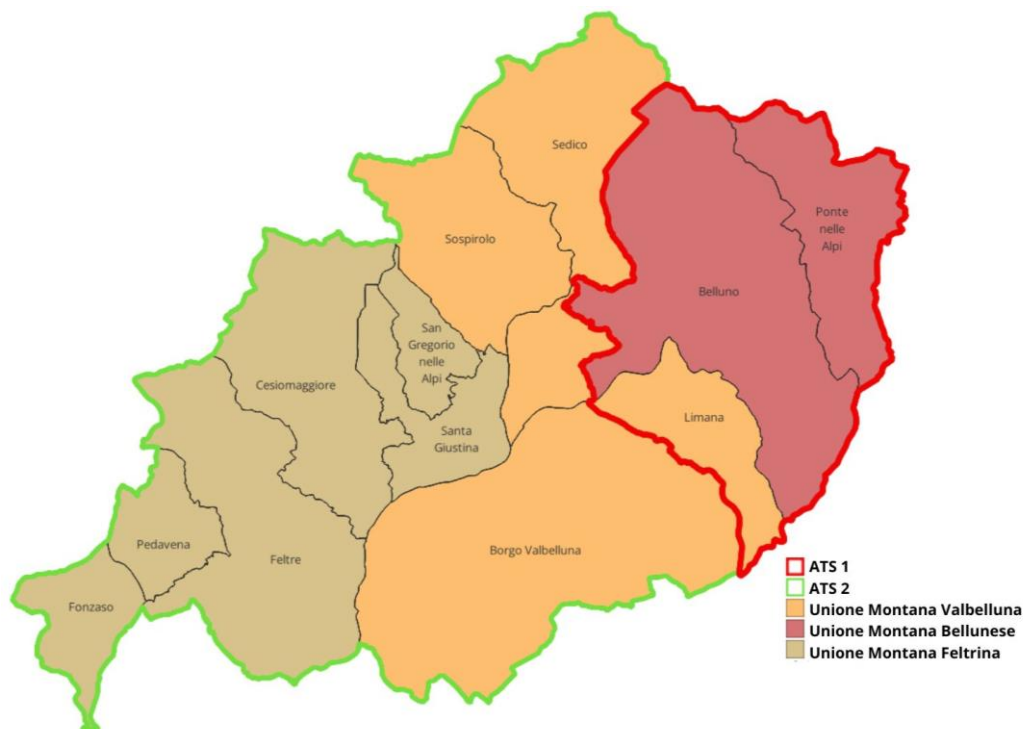 Sedico
Ponte
nelle
Alpi
Sospirolo
Belluno
San
Gregorio
nelle
Alpi
Cesiomaggiore
Limana
Santa
Giustina
Pedavena
Feltre
Borgo Valbelluna
Fonzaso
ATS 1
ATS 2
Unione Montana Valbelluna
Unione Montana Bellunese
Unione Montana Feltrina